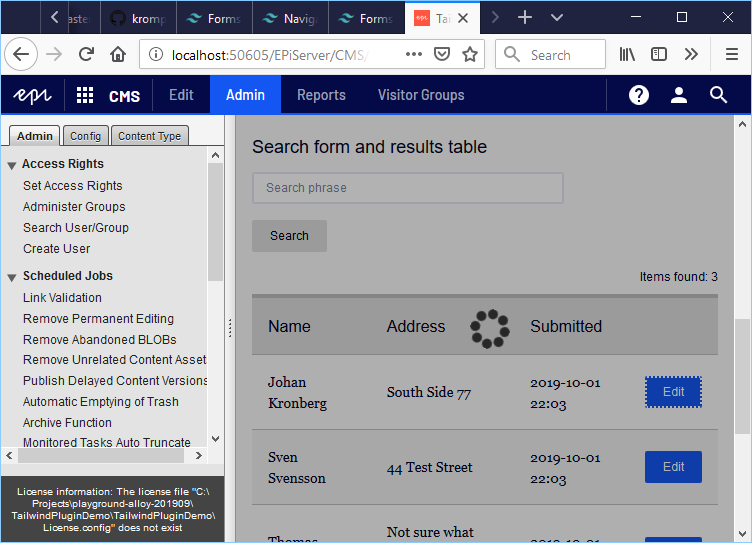 aster
kromp
Forms
Naviga
Forms
epi
Tai
localhost:50605/EPiServer/CMS/
Search
epi
CMS
Edit
Admin
Reports
Visitor Groups
Admin
Config
Content Type
Access Rights
Set Access Rights
Administer Groups
Search User/Group
Create User
Scheduled Jobs
Link Validation
Remove Permanent Editing
Remove Abandoned BLOBs
Remove Unrelated Content Asset
Publish Delayed Content Versions
Automatic Emptying of Trash
Archive Function
Monitored Tasks Auto Truncate
License information: The license file "C:\
Projects\playground-alloy-201909\
TailwindPluginDemo\TailwindPluginDemo\
License.config" does not exist
Search form and results table
Search phrase
Search
Items found: 3
Name Address Submitted
Johan
Kronberg
South Side 77
2019-10-01
22:03
Edit
Sven
Svensson
44 Test Street
2019-10-01
22:03
Edit
Thomas
Not sure what
2019-10-01